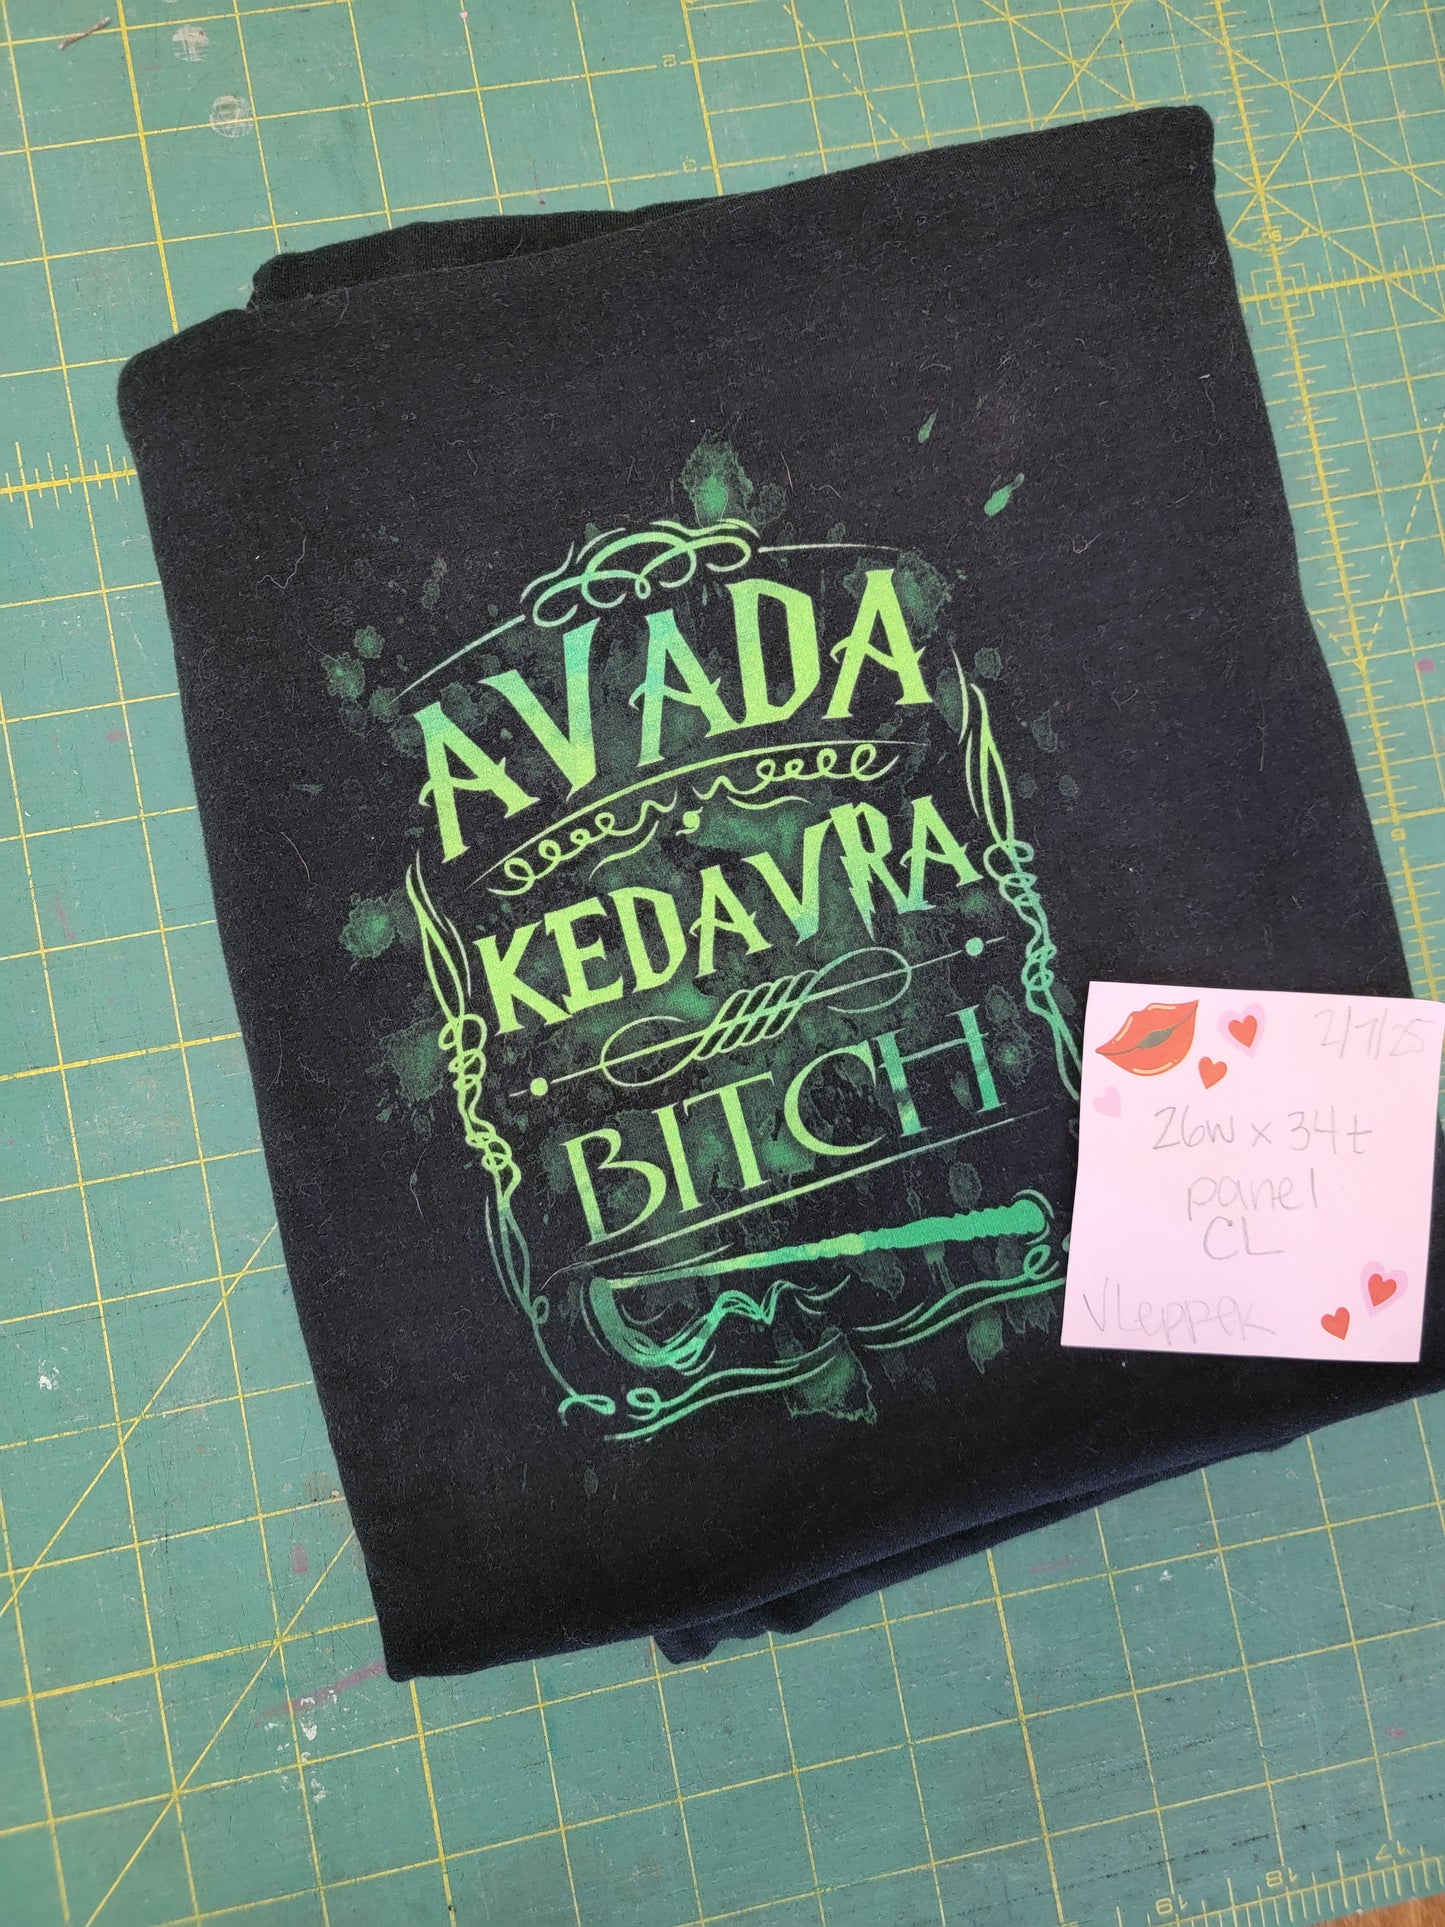 AVADA
KEDAVRA
BITCH
2/7/25
26w x 34t
panel
CL
VLeppek